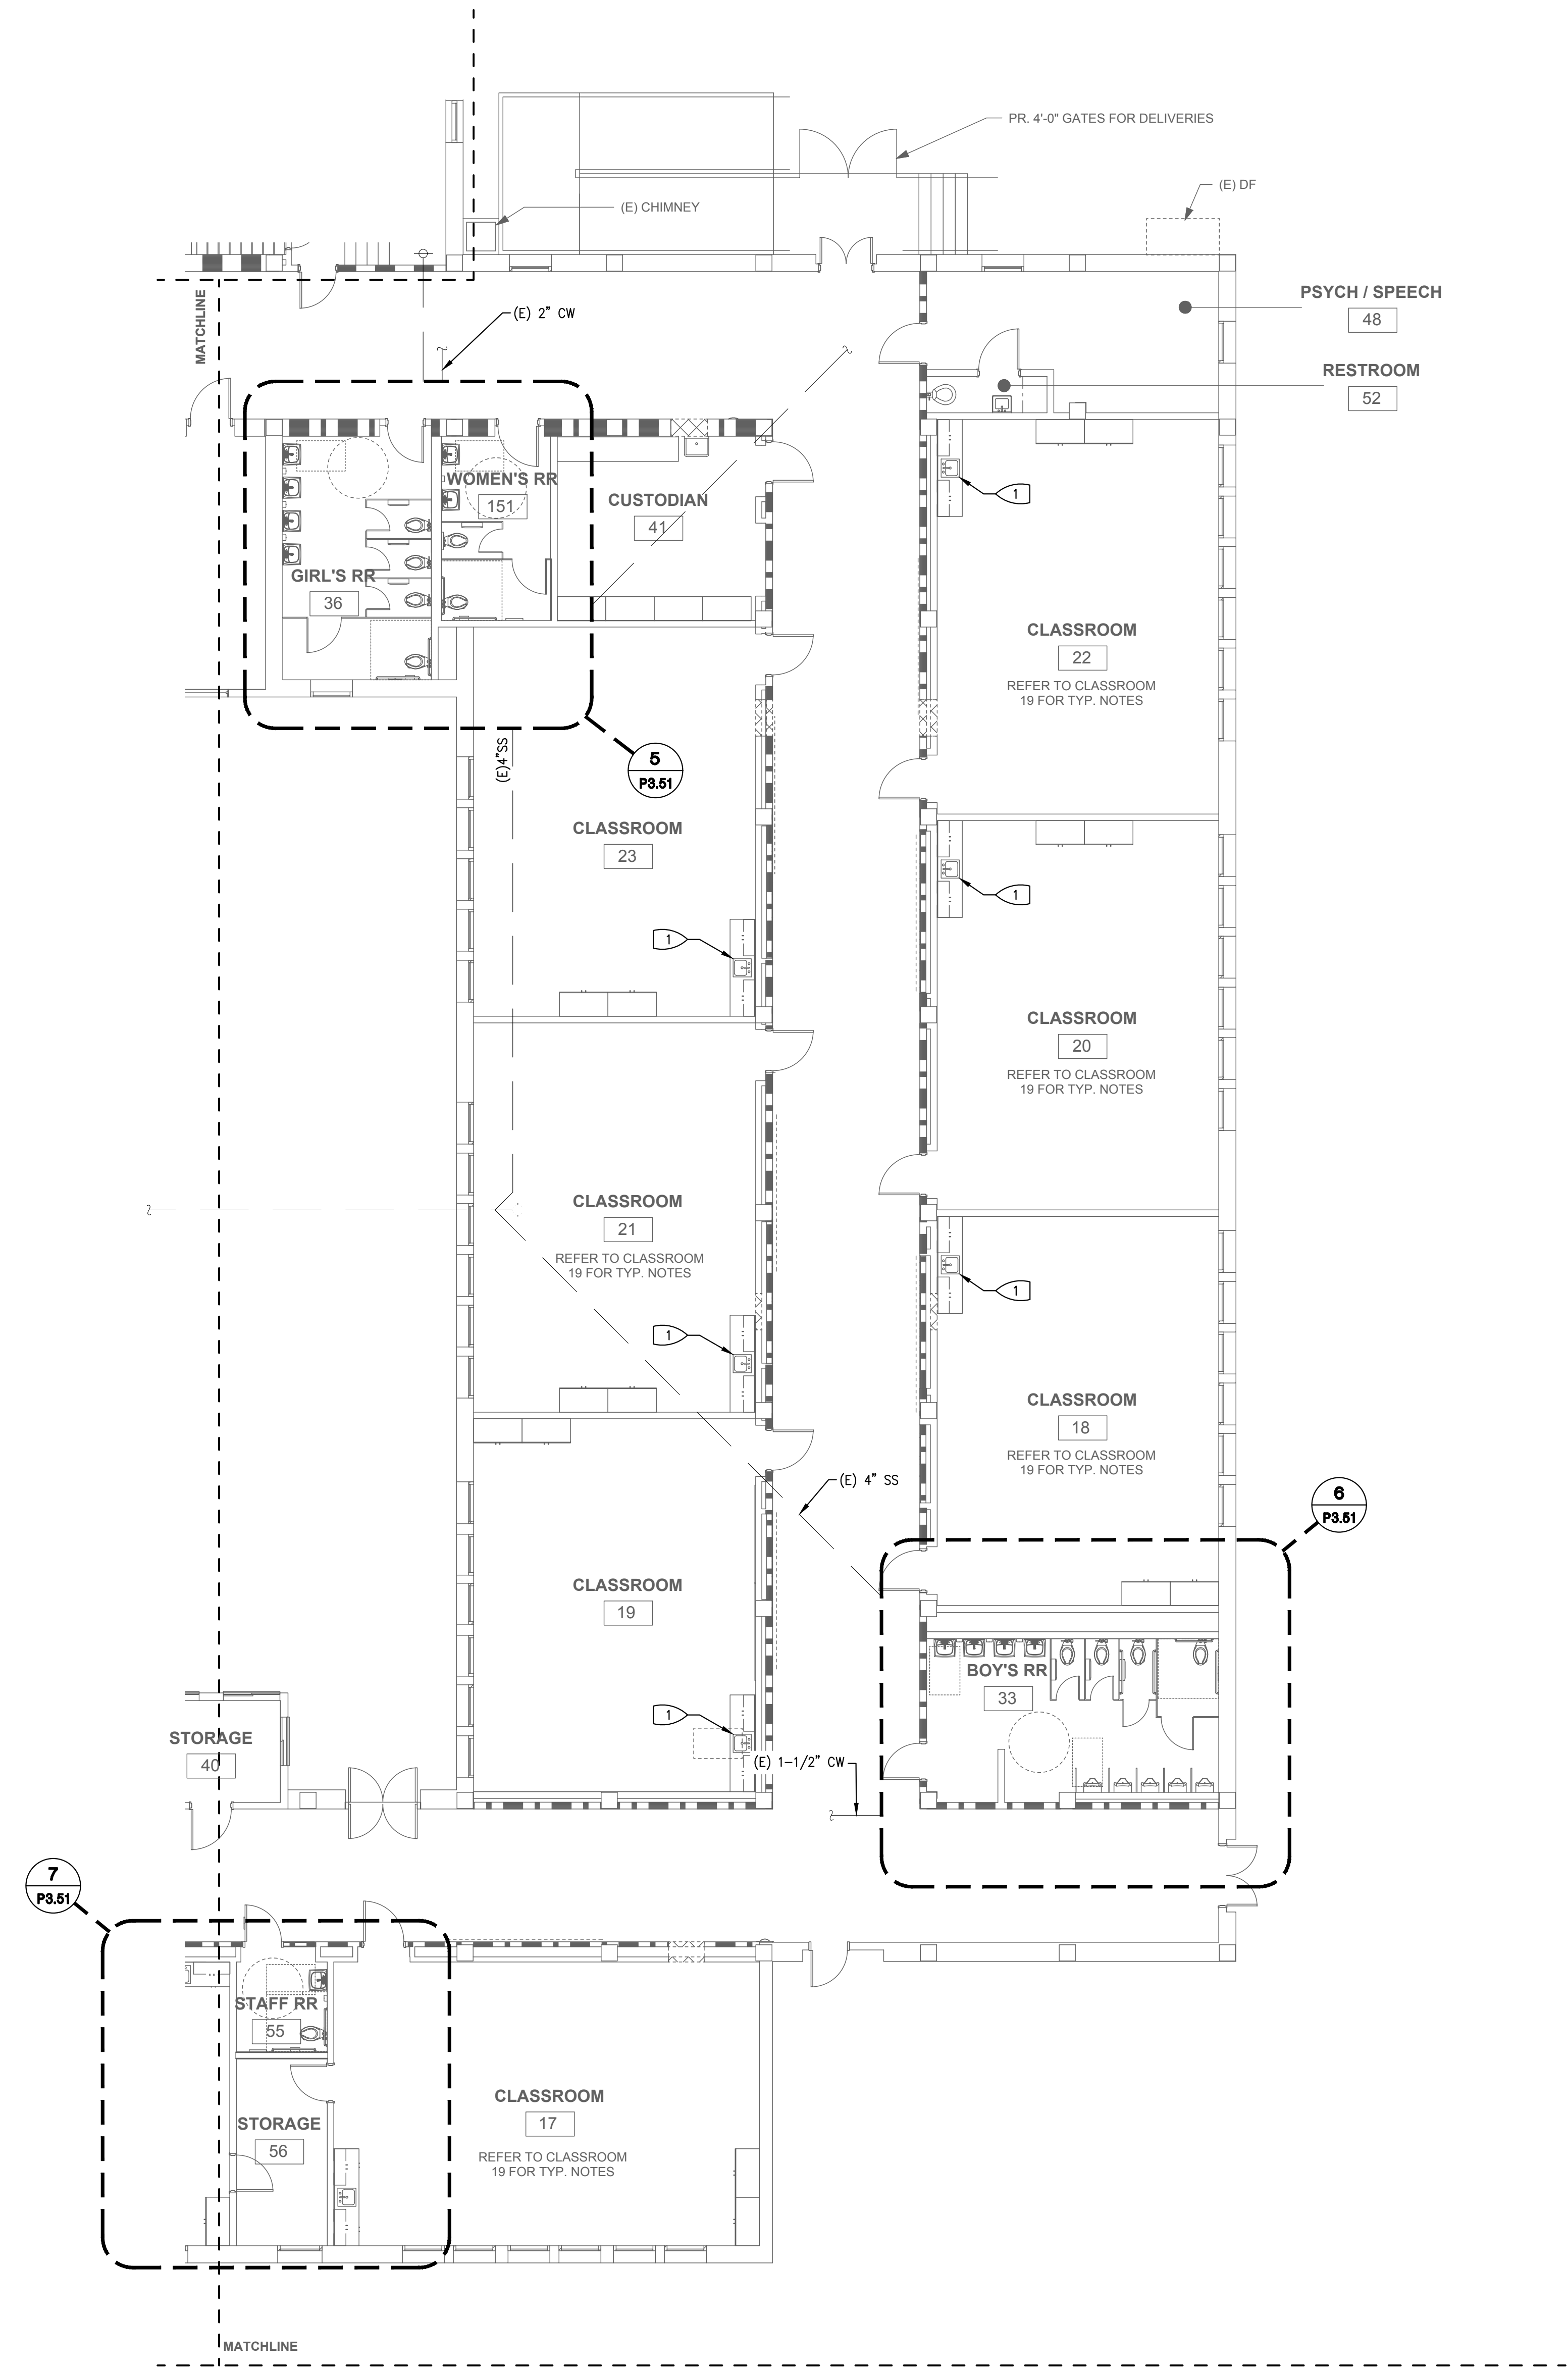 PR. 4'-0" GATES FOR DELIVERIES
(E) DF
(E) CHIMNEY
MATCHLINE
(E) 2" CW
PSYCH / SPEECH
48
RESTROOM
52
WOMEN'S RR
151
CUSTODIAN
41
GIRL'S RR
36
1
CLASSROOM
22
REFER TO CLASSROOM
19 FOR TYP. NOTES
(E)4"SS
5
P3.51
CLASSROOM
23
1
1
CLASSROOM
20
REFER TO CLASSROOM
19 FOR TYP. NOTES
CLASSROOM
21
REFER TO CLASSROOM
19 FOR TYP. NOTES
1
1
CLASSROOM
18
REFER TO CLASSROOM
19 FOR TYP. NOTES
(E) 4" SS
6
P3.51
CLASSROOM
19
1
BOY'S RR
33
STORAGE
40
(E) 1-1/2" CW
7
P3.51
STAFF RR
55
STORAGE
56
CLASSROOM
17
REFER TO CLASSROOM
19 FOR TYP. NOTES
MATCHLINE